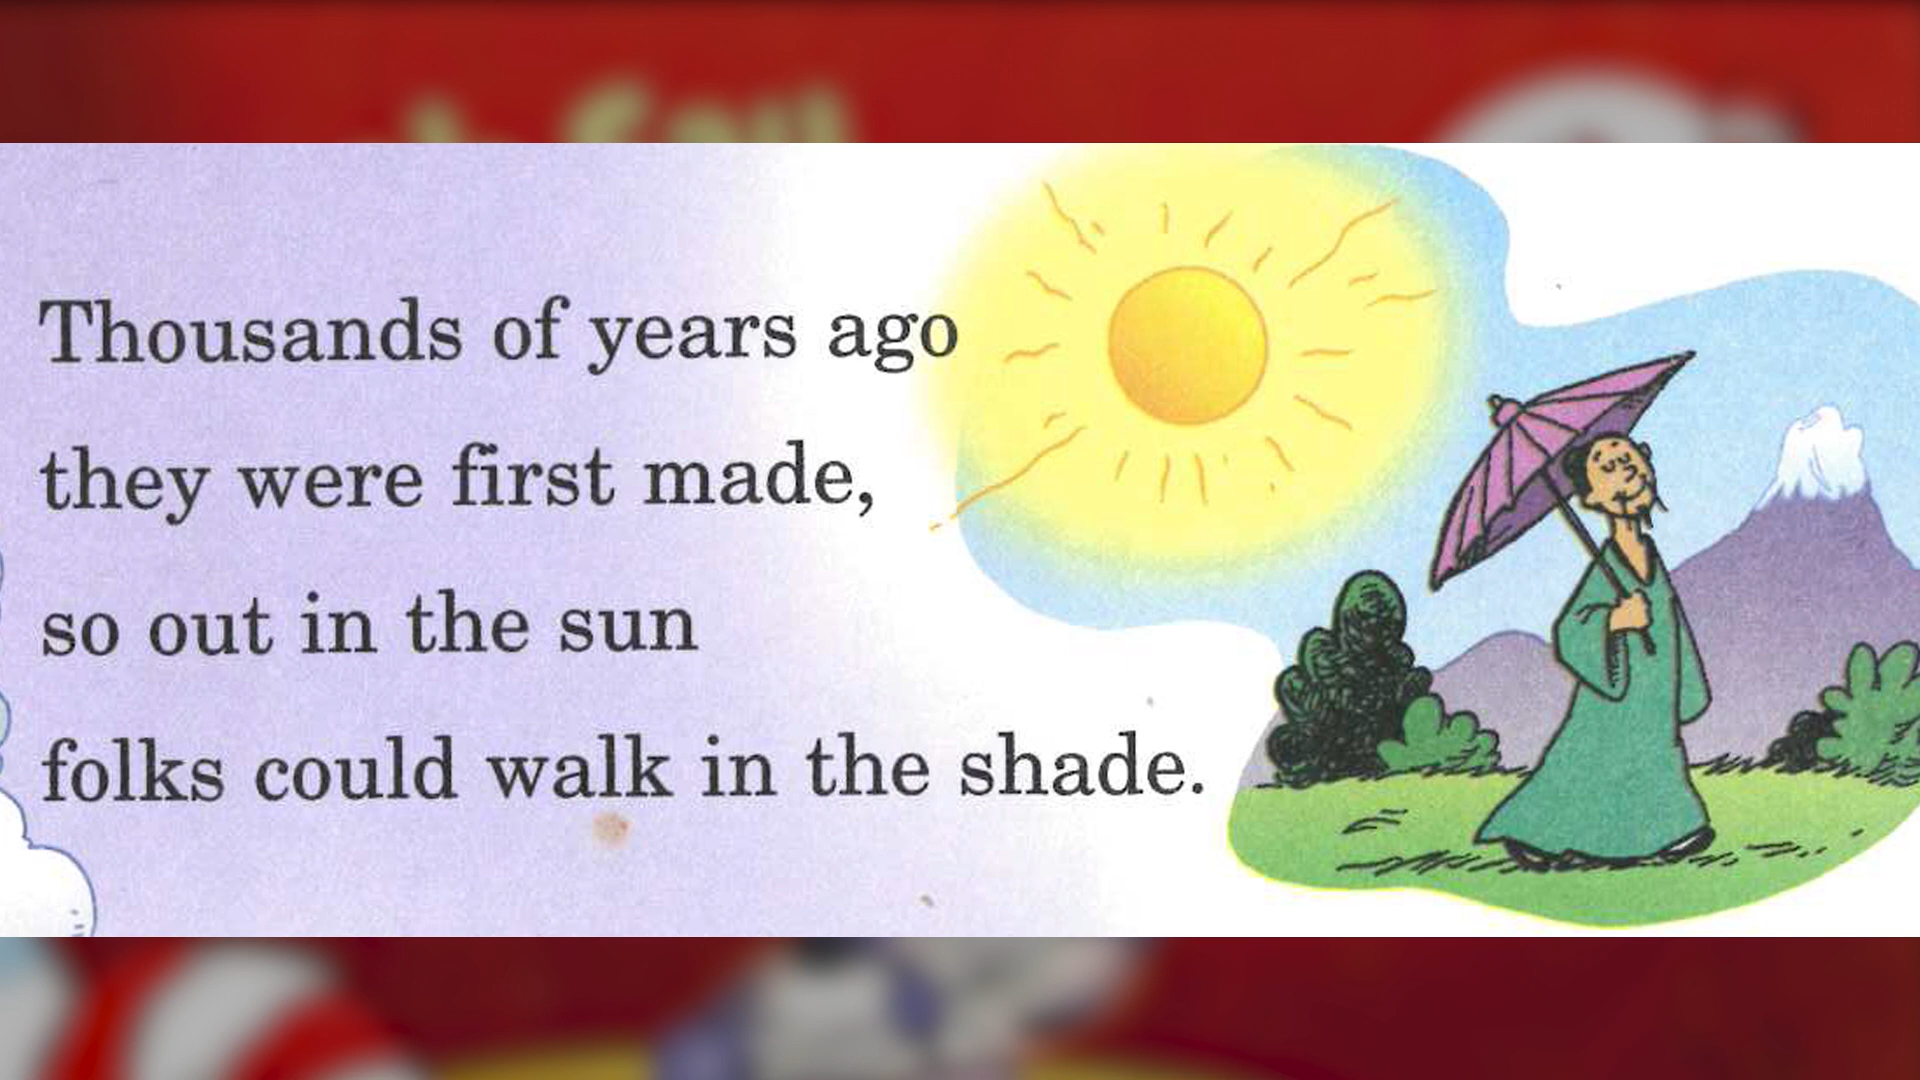 Thousands of years ago
they were first made,
so out in the sun
folks could walk in the shade.